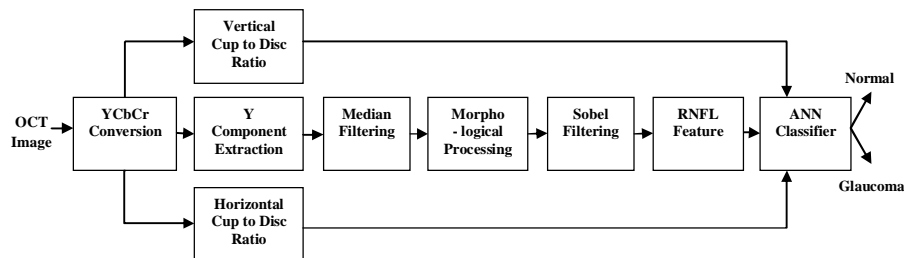 Vertical
Cup to Disc
Ratio
OCT
Image
YCbCr
Conversion
Y
Component
Extraction
Median
Filtering
Morpho
- logical
Processing
Sobel
Filtering
RNFL
Feature
ANN
Classifier
Normal
Glaucoma
Horizontal
Cup to Disc
Ratio